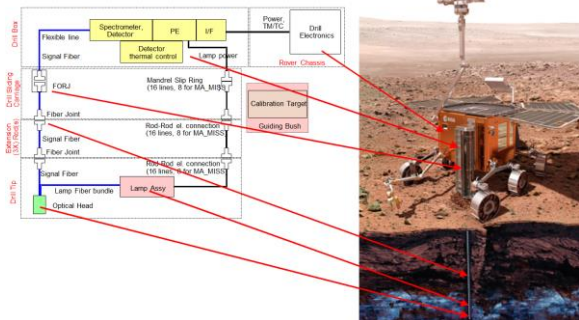 Drill Box
Flexible line
Signal Fiber
Spectrometer,
Detector
PE
I/F
Detector
thermal control
Lamp power
Power,
TM/TC
Drill
Electronics
Rover Chassis
Drill Sliding
Carriage
FORJ
Fiber Joint
Mandrel Slip Ring
(16 lines, 8 for MA_MISS)
Calibration Target
Guiding Bush
Extension
(3X) Rod(s)
Signal Fiber
Fiber Joint
Rod-Rod el. connection
(16 lines, 8 for MA_MISS)
Drill Tip
Signal Fiber
Lamp Fiber bundle
Optical Head
Rod-Rod el. connection
(16 lines, 8 for MA_MISS)
Lamp Assy